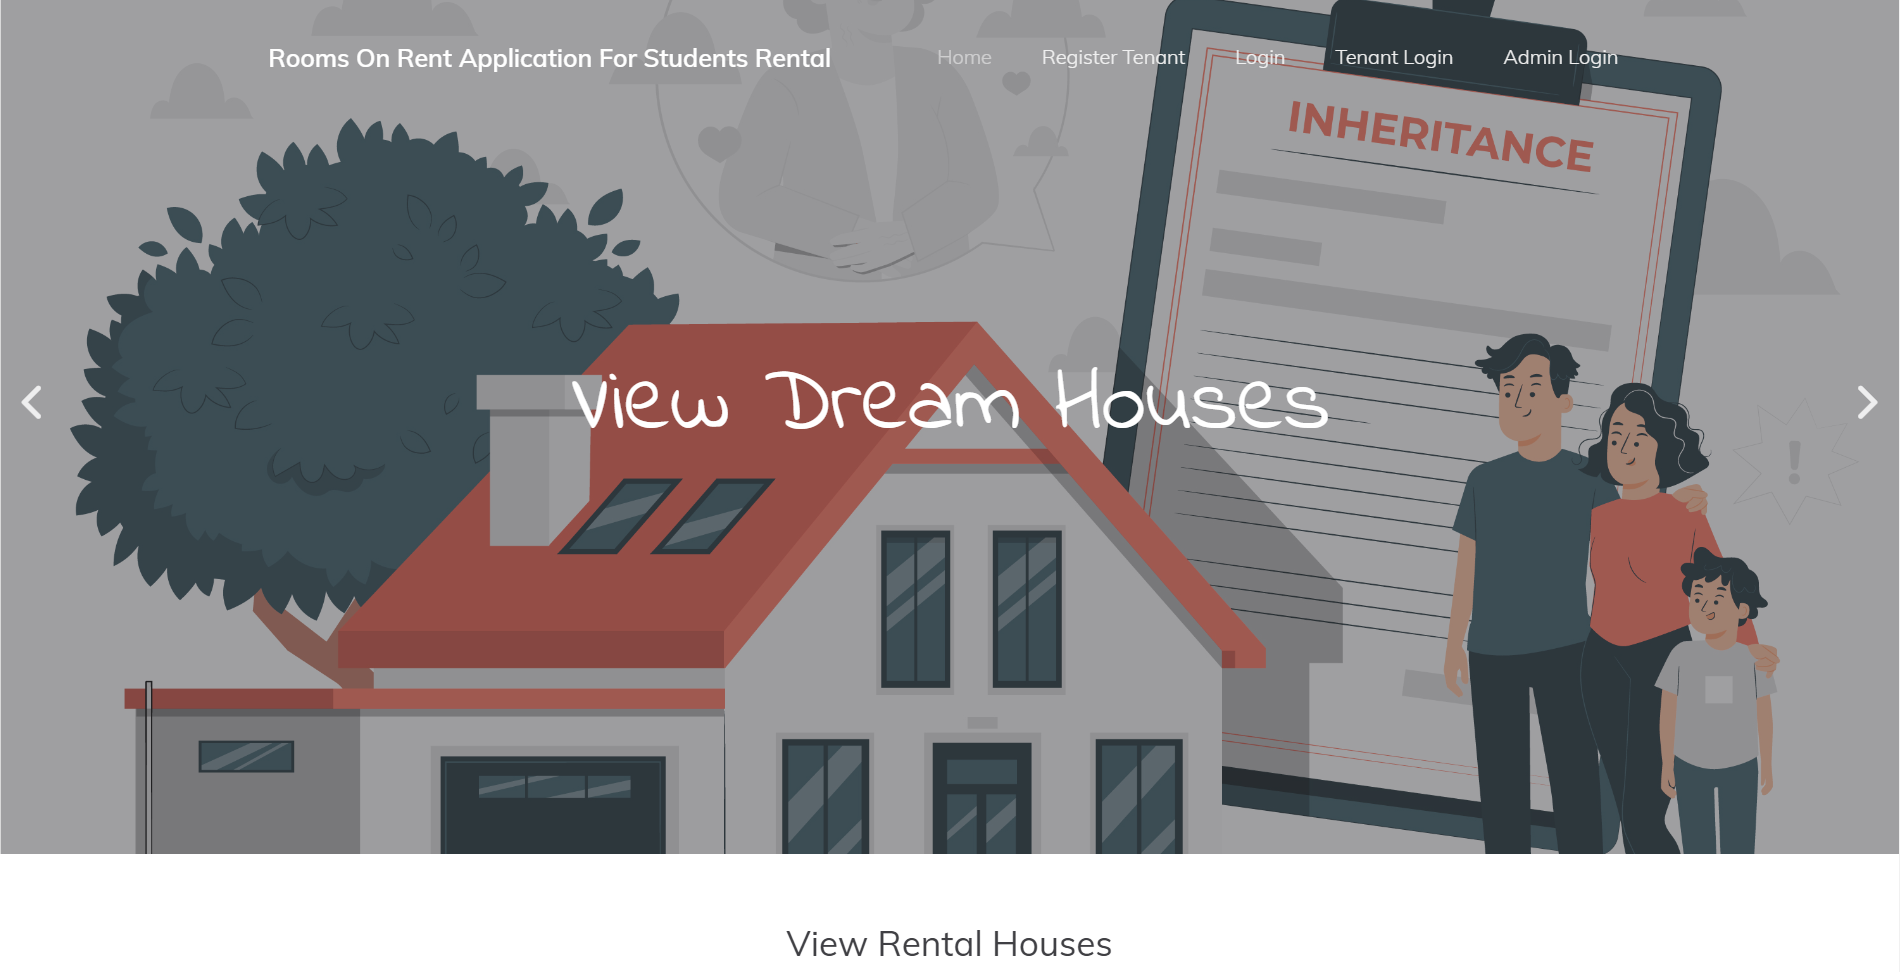 Rooms On Rent Application For Students Rental
Home Register Tenant Login Tenant Login Admin Login
INHERITANCE
View Dream Houses
!
View Rental Houses